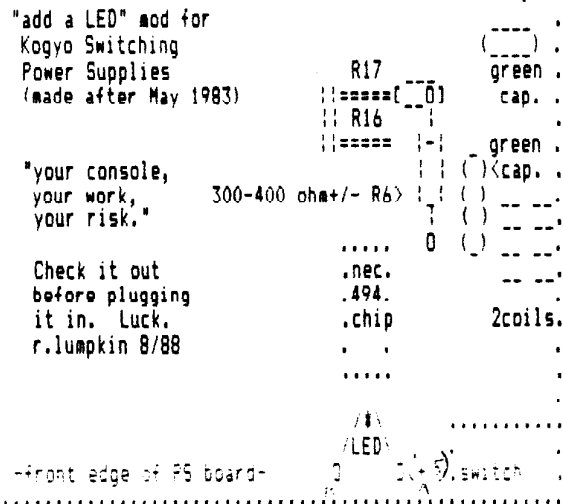 "add a LED" mod for
Kogyo Switching
Power Supplies
(made after May 1983)
R17
green
cap.
R16
green
cap.
"your console,
your work,
your risk."
300-400 ohm+/- R6>
Check it out
before plugging
it in. Luck.
r.lumpkin 8/88
.nec.
.494.
.chip
2coils.
/LED\
-front edge of PS board-
(+5) switch